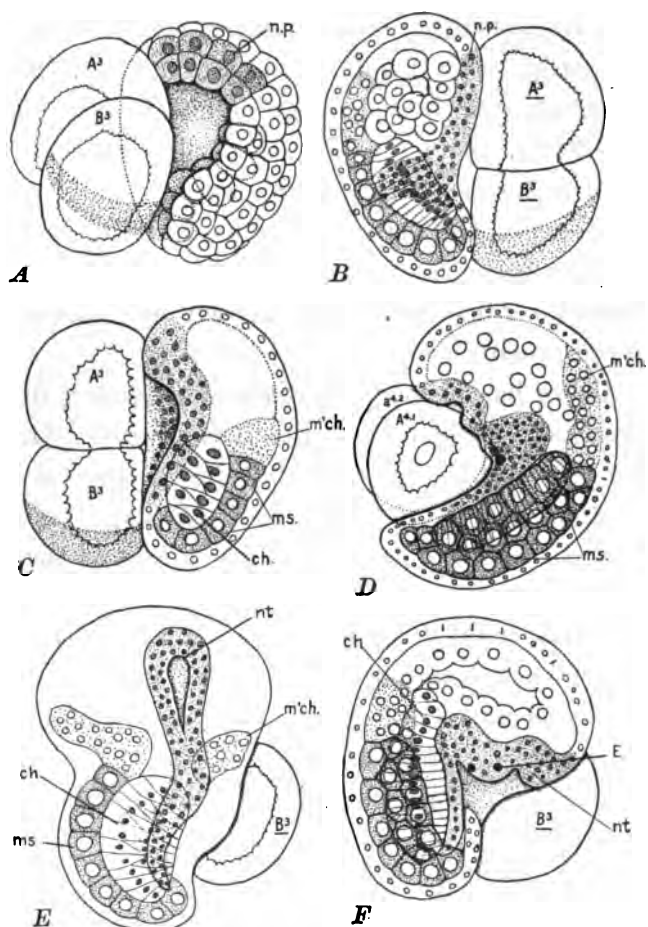 n.p.
A³
B³
A
n.p.
A³
B³
B
A³
B³
m'ch.
ms.
ch.
C
m'ch.
a⁴·²
A⁴·¹
ms.
D
nt
m'ch.
ch.
ms.
B³
E
ch
E
nt
B³
F